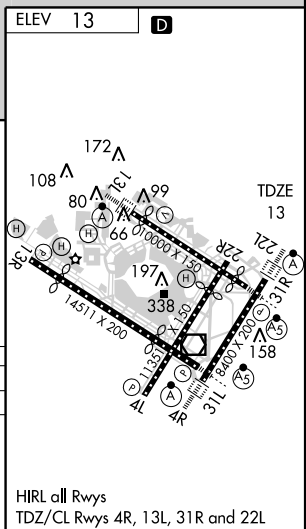 ELEV 13
D
172
108
80
99
66
13L
TDZE
13
H
A
V
22R
22L
10000 X 150
H
P
H
13R
197
H
338
31R
A
14511 X 200
11351 X 150
8400 X 200
V
A5
158
P
P
A
4L
4R
31L
A5
HIRL all Rwys
TDZ/CL Rwys 4R, 13L, 31R and 22L